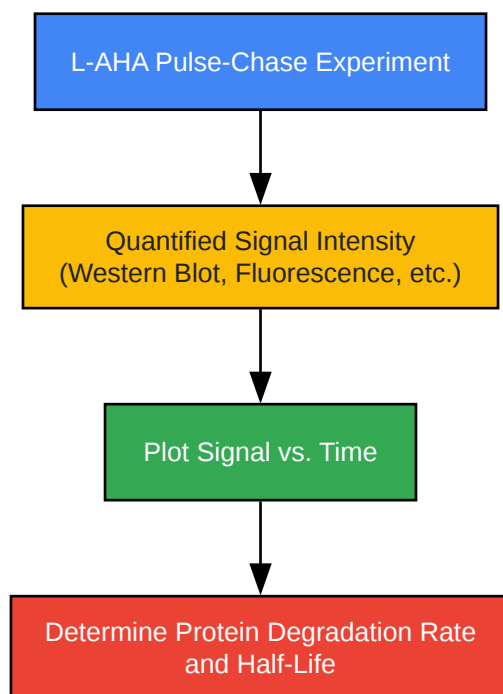 L-AHA Pulse-Chase Experiment
Quantified Signal Intensity
(Western Blot, Fluorescence, etc.)
Plot Signal vs. Time
Determine Protein Degradation Rate
and Half-Life